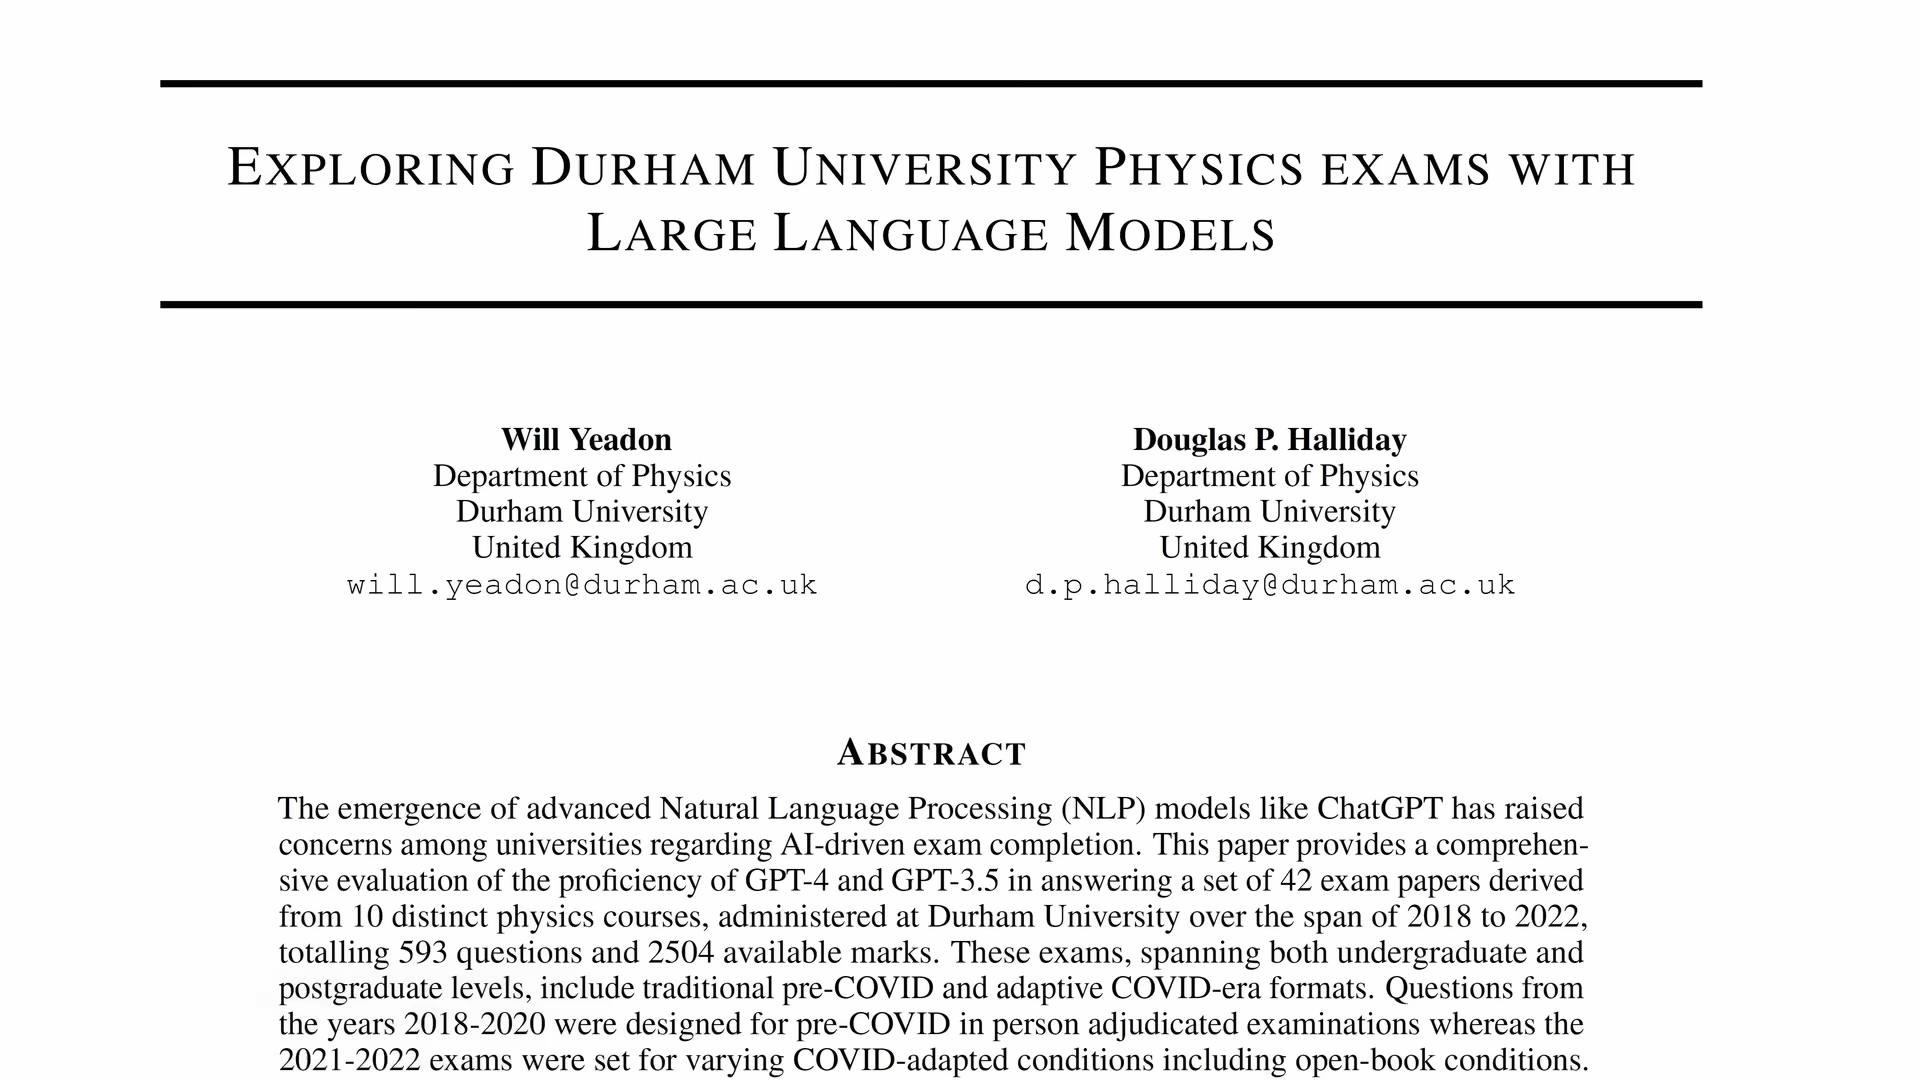 EXPLORING DURHAM UNIVERSITY PHYSICS EXAMS WITH
LARGE LANGUAGE MODELS
Will Yeadon
Department of Physics
Durham University
United Kingdom
will.yeadon@durham.ac.uk
Douglas P. Halliday
Department of Physics
Durham University
United Kingdom
d.p.halliday@durham.ac.uk
ABSTRACT
The emergence of advanced Natural Language Processing (NLP) models like ChatGPT has raised
concerns among universities regarding AI-driven exam completion. This paper provides a comprehen-
sive evaluation of the proficiency of GPT-4 and GPT-3.5 in answering a set of 42 exam papers derived
from 10 distinct physics courses, administered at Durham University over the span of 2018 to 2022,
totalling 593 questions and 2504 available marks. These exams, spanning both undergraduate and
postgraduate levels, include traditional pre-COVID and adaptive COVID-era formats. Questions from
the years 2018-2020 were designed for pre-COVID in person adjudicated examinations whereas the
2021-2022 exams were set for varying COVID-adapted conditions including open-book conditions.